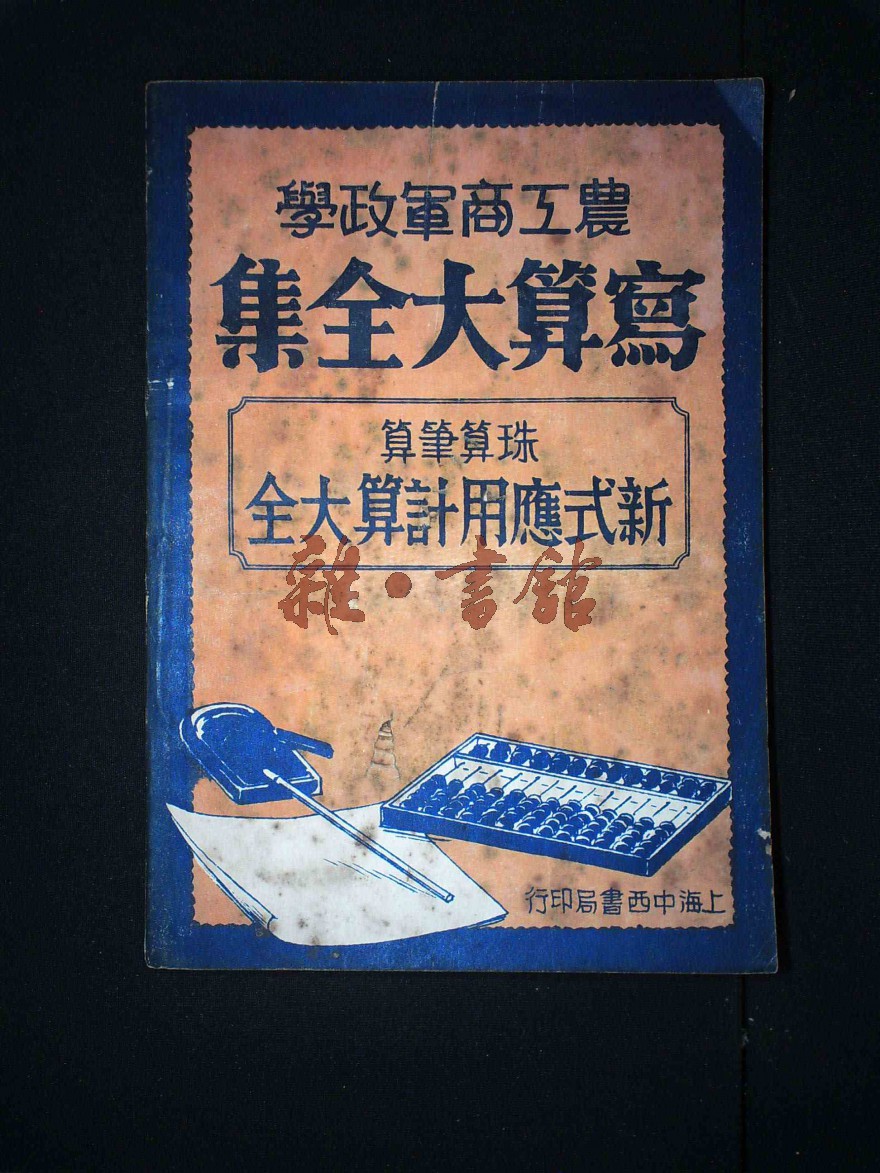 農工商軍政學
寫算大全集
珠算筆算
新式應用計算大全
雜·書館
上海中西書局印行